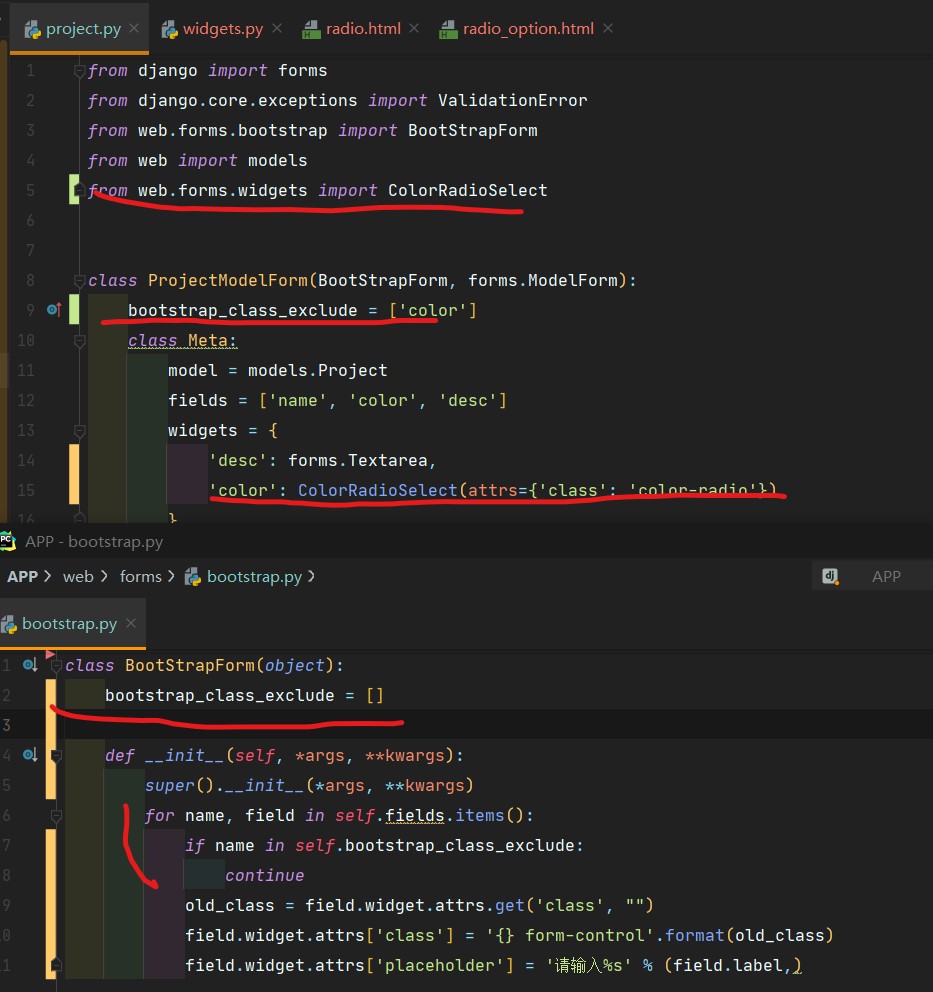 project.py × widgets.py × radio.html × radio_option.html ×
1 from django import forms
2 from django.core.exceptions import ValidationError
3 from web.forms.bootstrap import BootStrapForm
4 from web import models
5 from web.forms.widgets import ColorRadioSelect
6
7
8 class ProjectModelForm(BootStrapForm, forms.ModelForm):
9 bootstrap_class_exclude = ['color']
10 class Meta:
11 model = models.Project
12 fields = ['name', 'color', 'desc']
13 widgets = {
14 'desc': forms.Textarea,
15 'color': ColorRadioSelect(attrs={'class': 'color-radio'})
16 }
PC APP - bootstrap.py
APP > web > forms > bootstrap.py > dj APP
bootstrap.py ×
1 class BootStrapForm(object):
2 bootstrap_class_exclude = []
3
4 def __init__(self, *args, **kwargs):
5 super().__init__(*args, **kwargs)
6 for name, field in self.fields.items():
7 if name in self.bootstrap_class_exclude:
8 continue
9 old_class = field.widget.attrs.get('class', "")
0 field.widget.attrs['class'] = '{} form-control'.format(old_class)
1 field.widget.attrs['placeholder'] = '请输入%s' % (field.label,)